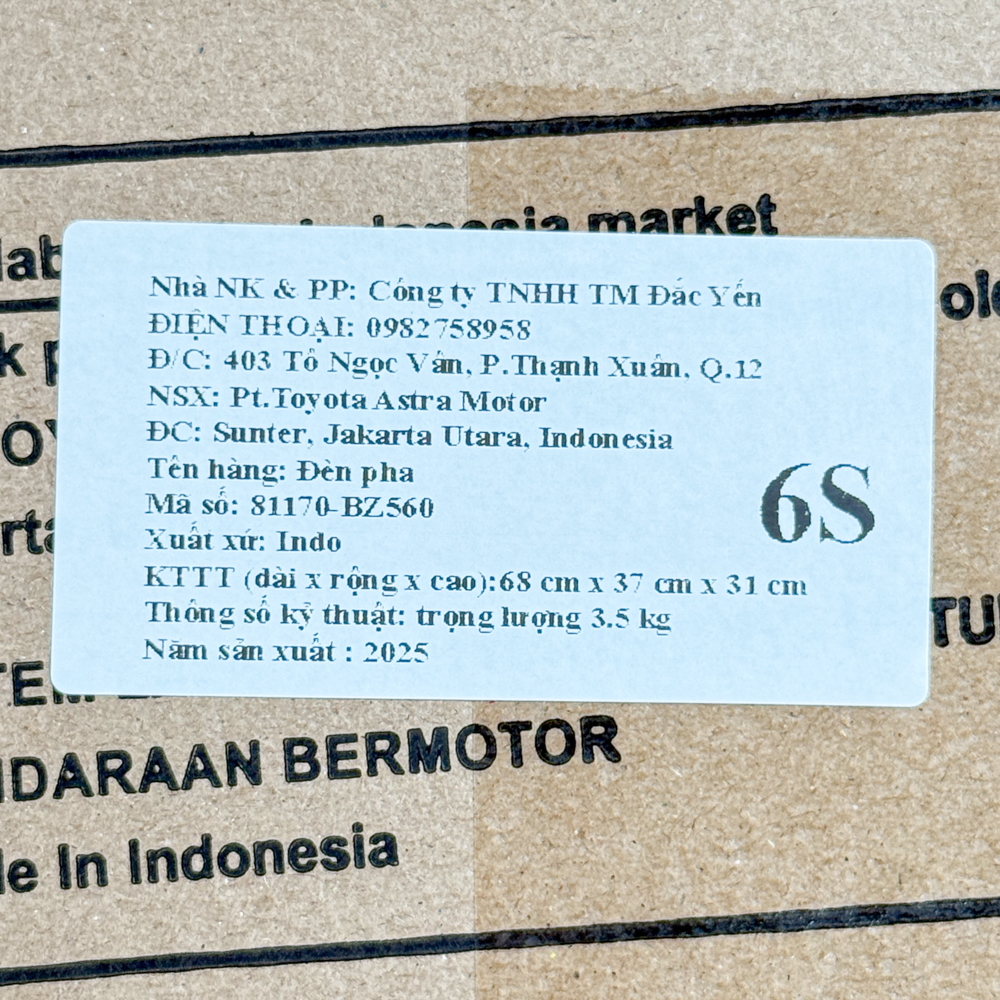 market
Nhà NK & PP: Công ty TNHH TM Đắc Yến
ĐIỆN THOẠI: 0982758958
Đ/C: 403 Tô Ngọc Vân, P.Thạnh Xuân, Q.12
NSX: Pt.Toyota Astra Motor
ĐC: Sunter, Jakarta Utara, Indonesia
Tên hàng: Đèn pha
Mã số: 81170-BZ560
6S
Xuất xứ: Indo
KTTT (dài x rộng x cao):68 cm x 37 cm x 31 cm
Thông số kỹ thuật: trọng lượng 3.5 kg
Năm sản xuất : 2025
BERMOTOR
In Indonesia